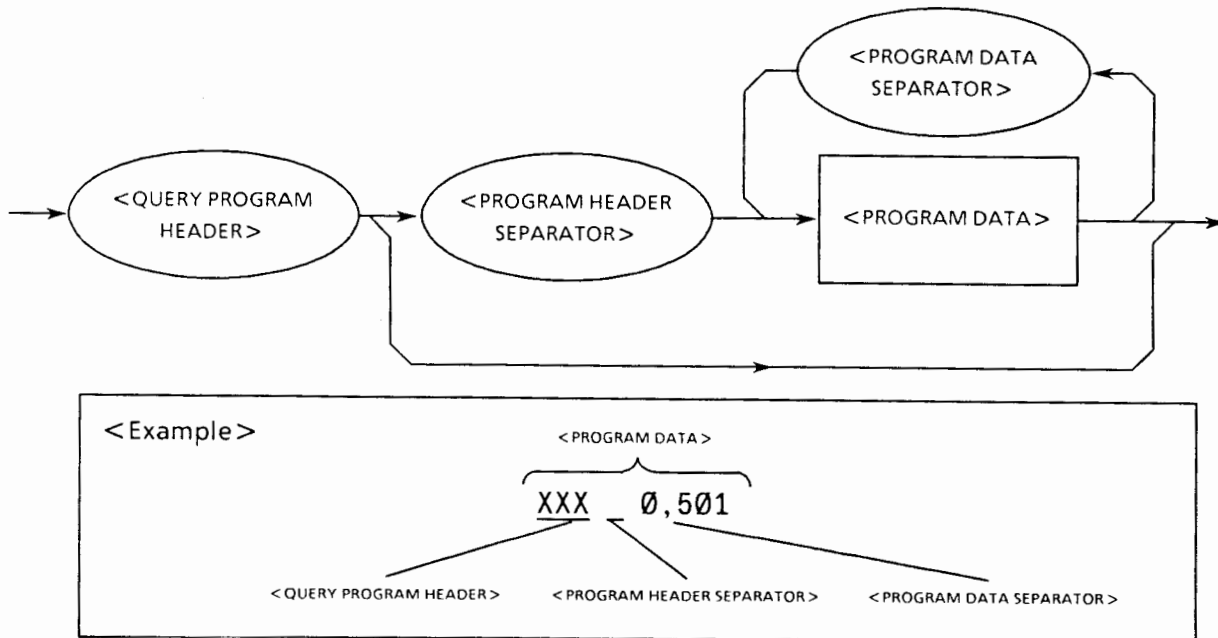 <PROGRAM DATA
SEPARATOR>
<QUERY PROGRAM
HEADER>
<PROGRAM HEADER
SEPARATOR>
<PROGRAM DATA>
<Example>
<PROGRAM DATA>
XXX _ Ø,5Ø1
<QUERY PROGRAM HEADER> <PROGRAM HEADER SEPARATOR> <PROGRAM DATA SEPARATOR>